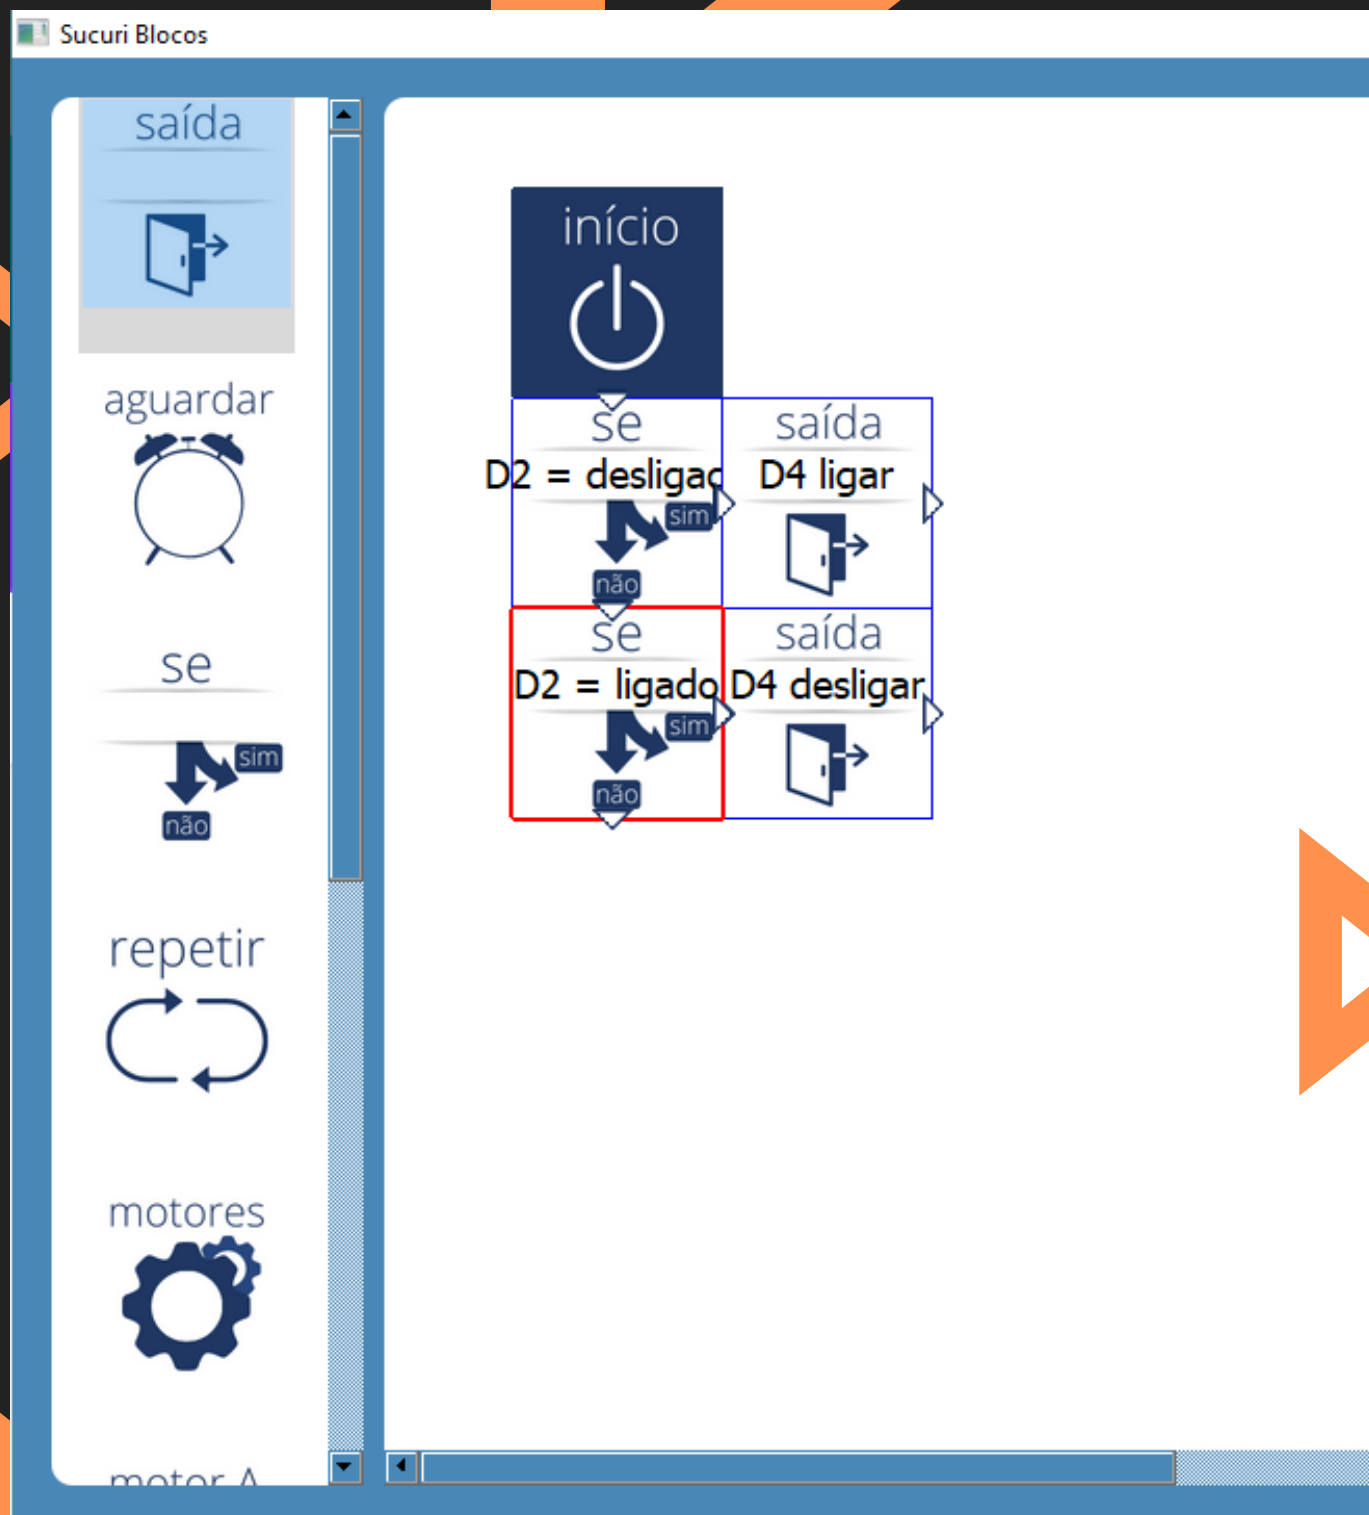 Sucuri Blocos
saída
aguardar
se
sim
não
repetir
motores
motor A
início
se
D2 = desligad
sim
não
saída
D4 ligar
se
D2 = ligado
sim
não
saída
D4 desligar